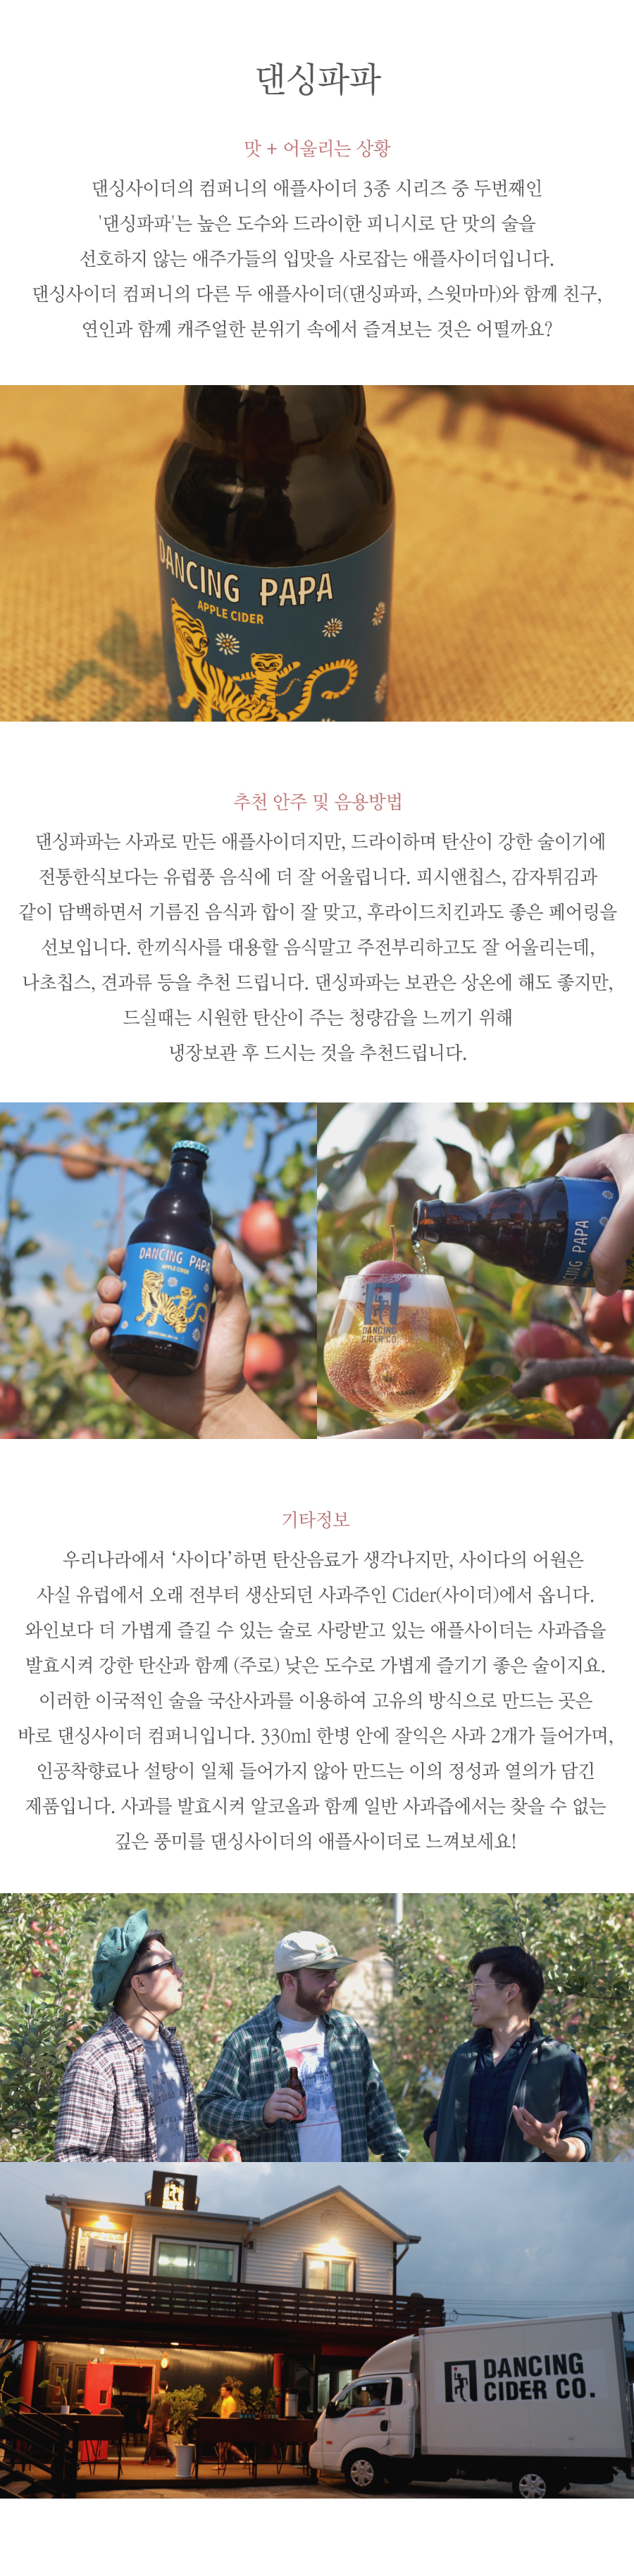 댄싱파파
맛 + 어울리는 상황
댄싱사이더의 컴퍼니의 애플사이더 3종 시리즈 중 두번째인
'댄싱파파'는 높은 도수와 드라이한 피니시로 단 맛의 술을
선호하지 않는 애주가들의 입맛을 사로잡는 애플사이더입니다.
댄싱사이더 컴퍼니의 다른 두 애플사이더(댄싱파파, 스윗마마)와 함께 친구,
연인과 함께 캐주얼한 분위기 속에서 즐겨보는 것은 어떨까요?
DANCING PAPA
APPLE CIDER
추천 안주 및 음용방법
댄싱파파는 사과로 만든 애플사이더지만, 드라이하며 탄산이 강한 술이기에
전통한식보다는 유럽풍 음식에 더 잘 어울립니다. 피시앤칩스, 감자튀김과
같이 담백하면서 기름진 음식과 합이 잘 맞고, 후라이드치킨과도 좋은 페어링을
선보입니다. 한끼식사를 대용할 음식말고 주전부리하고도 잘 어울리는데,
나초칩스, 견과류 등을 추천 드립니다. 댄싱파파는 보관은 상온에 해도 좋지만,
드실때는 시원한 탄산이 주는 청량감을 느끼기 위해
냉장보관 후 드시는 것을 추천드립니다.
DANCING PAPA
APPLE CIDER
CING PAPA
DANCING
CIDER CO.
기타정보
우리나라에서 ‘사이다’하면 탄산음료가 생각나지만, 사이다의 어원은
사실 유럽에서 오래 전부터 생산되던 사과주인 Cider(사이더)에서 옵니다.
와인보다 더 가볍게 즐길 수 있는 술로 사랑받고 있는 애플사이더는 사과즙을
발효시켜 강한 탄산과 함께 (주로) 낮은 도수로 가볍게 즐기기 좋은 술이지요.
이러한 이국적인 술을 국산사과를 이용하여 고유의 방식으로 만드는 곳은
바로 댄싱사이더 컴퍼니입니다. 330ml 한병 안에 잘익은 사과 2개가 들어가며,
인공착향료나 설탕이 일체 들어가지 않아 만드는 이의 정성과 열의가 담긴
제품입니다. 사과를 발효시켜 알코올과 함께 일반 사과즙에서는 찾을 수 없는
깊은 풍미를 댄싱사이더의 애플사이더로 느껴보세요!
DANCING
CIDER CO.